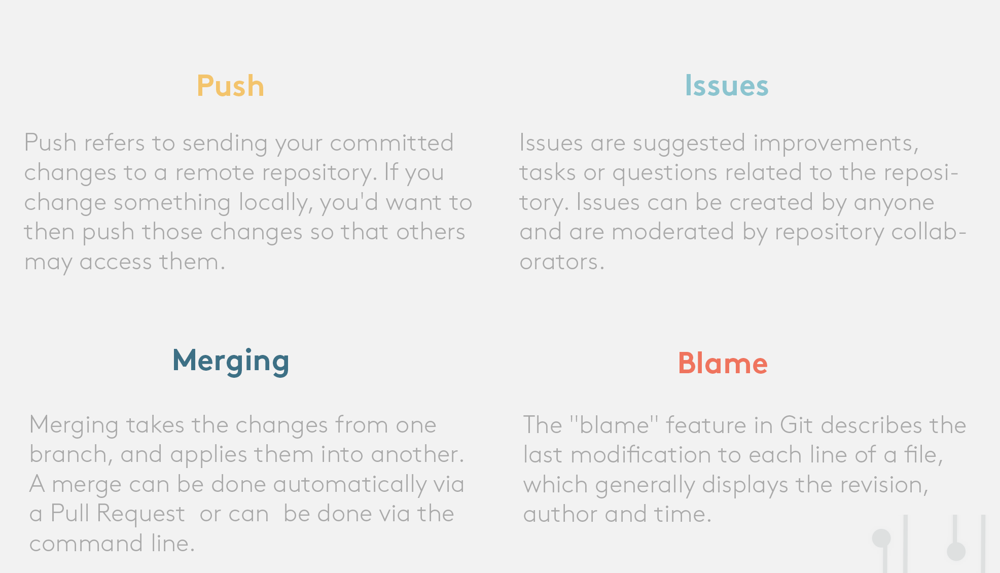 Push
Push refers to sending your committed
changes to a remote repository. If you
change something locally, you'd want to
then push those changes so that others
may access them.
Issues
Issues are suggested improvements,
tasks or questions related to the reposi-
tory. Issues can be created by anyone
and are moderated by repository collab-
orators.
Merging
Merging takes the changes from one
branch, and applies them into another.
A merge can be done automatically via
a Pull Request  or can  be done via the
command line.
Blame
The "blame" feature in Git describes the
last modification to each line of a file,
which generally displays the revision,
author and time.